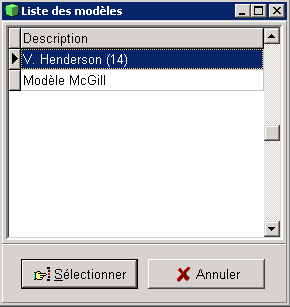 Liste des modèles
Description
V. Henderson (14)
Modèle McGill
Sélectionner
Annuler